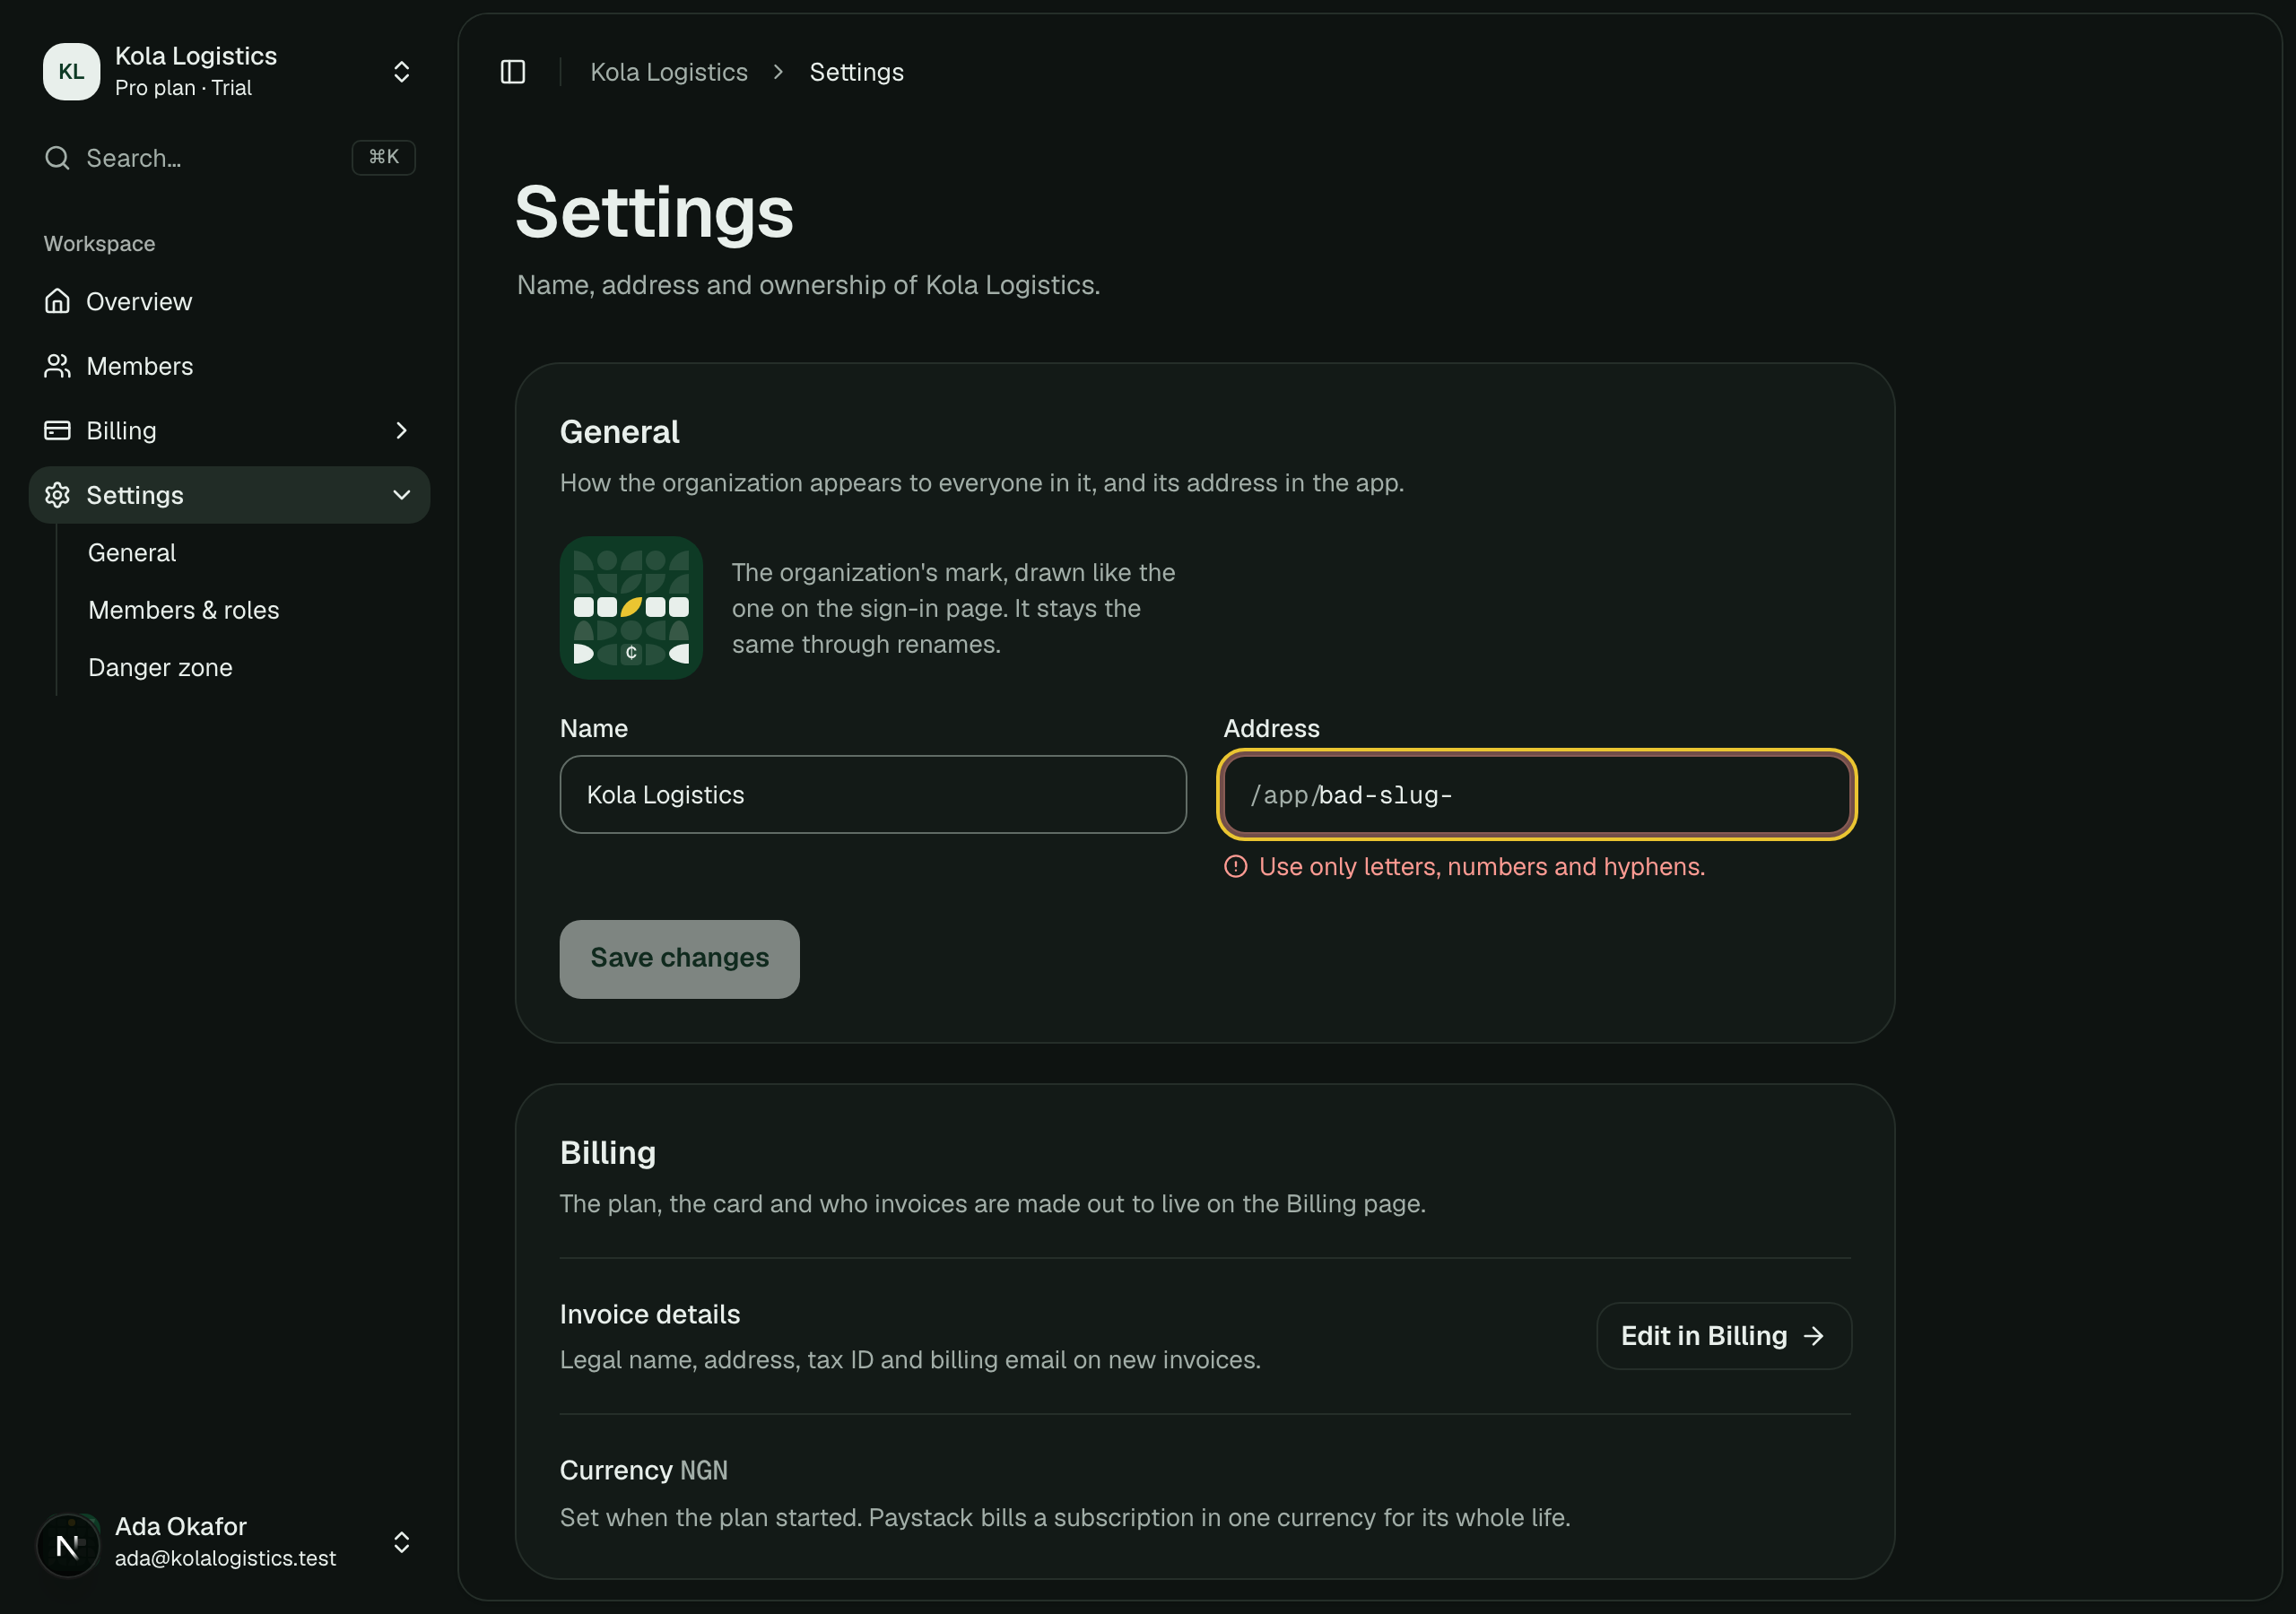 KL
Kola Logistics
Pro plan · Trial
Search...
⌘K
Workspace
Overview
Members
Billing
Settings
General
Members & roles
Danger zone
N
Ada Okafor
ada@kolalogistics.test
Kola Logistics
Settings
Settings
Name, address and ownership of Kola Logistics.
General
How the organization appears to everyone in it, and its address in the app.
¢
The organization's mark, drawn like the
one on the sign-in page. It stays the
same through renames.
Name
Address
Kola Logistics
/app/bad-slug-
Use only letters, numbers and hyphens.
Save changes
Billing
The plan, the card and who invoices are made out to live on the Billing page.
Invoice details
Legal name, address, tax ID and billing email on new invoices.
Edit in Billing
Currency NGN
Set when the plan started. Paystack bills a subscription in one currency for its whole life.